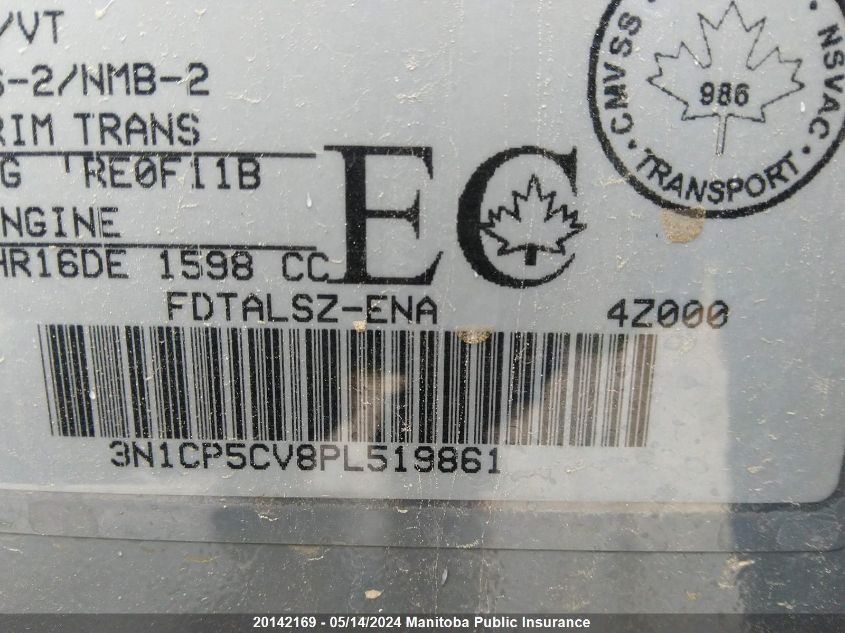 /VT
S-2/NMB-2
RIM TRANS
G RE0F11B
ENGINE
HR16DE 1598 CC
EC
CMVSS NSVAC
986
TRANSPORT
FDTALSZ-ENA 4Z000
3N1CP5CV8PL519861
20142169 - 05/14/2024 Manitoba Public Insurance